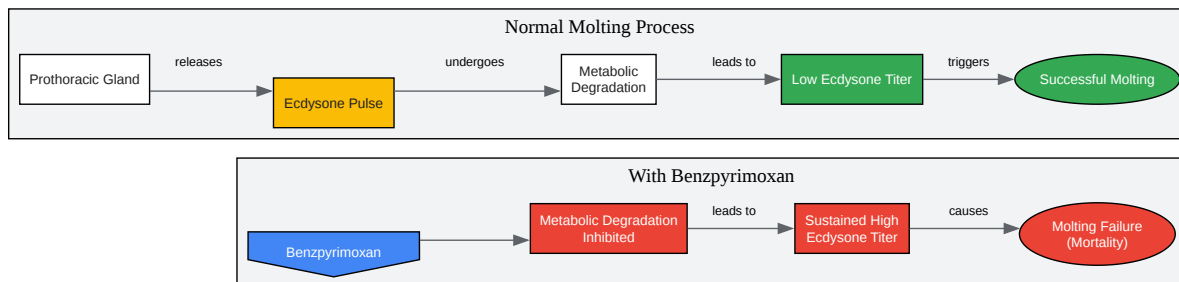 Normal Molting Process
Prothoracic Gland
releases
Ecdysone Pulse
undergoes
Metabolic
Degradation
leads to
Low Ecdysone Titer
triggers
Successful Molting
With Benzpyrimoxan
Benzpyrimoxan
Metabolic Degradation
Inhibited
leads to
Sustained High
Ecdysone Titer
causes
Molting Failure
(Mortality)